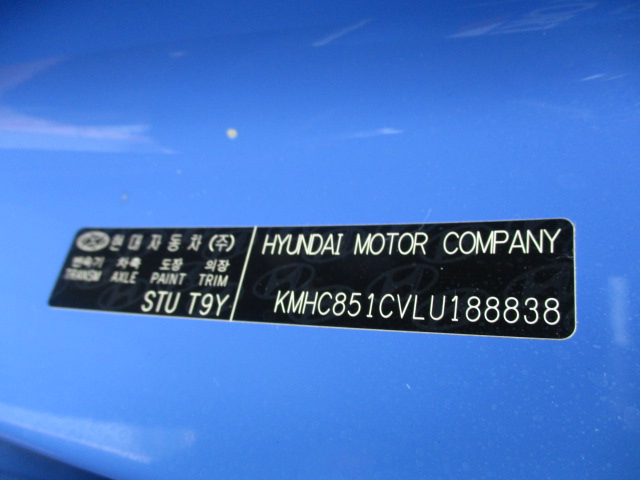 현대자동차(주)
변속기 차축 도장 의장
TRANSM AXLE PAINT TRIM
STU T9Y
HYUNDAI MOTOR COMPANY
KMHC851CVLU188838